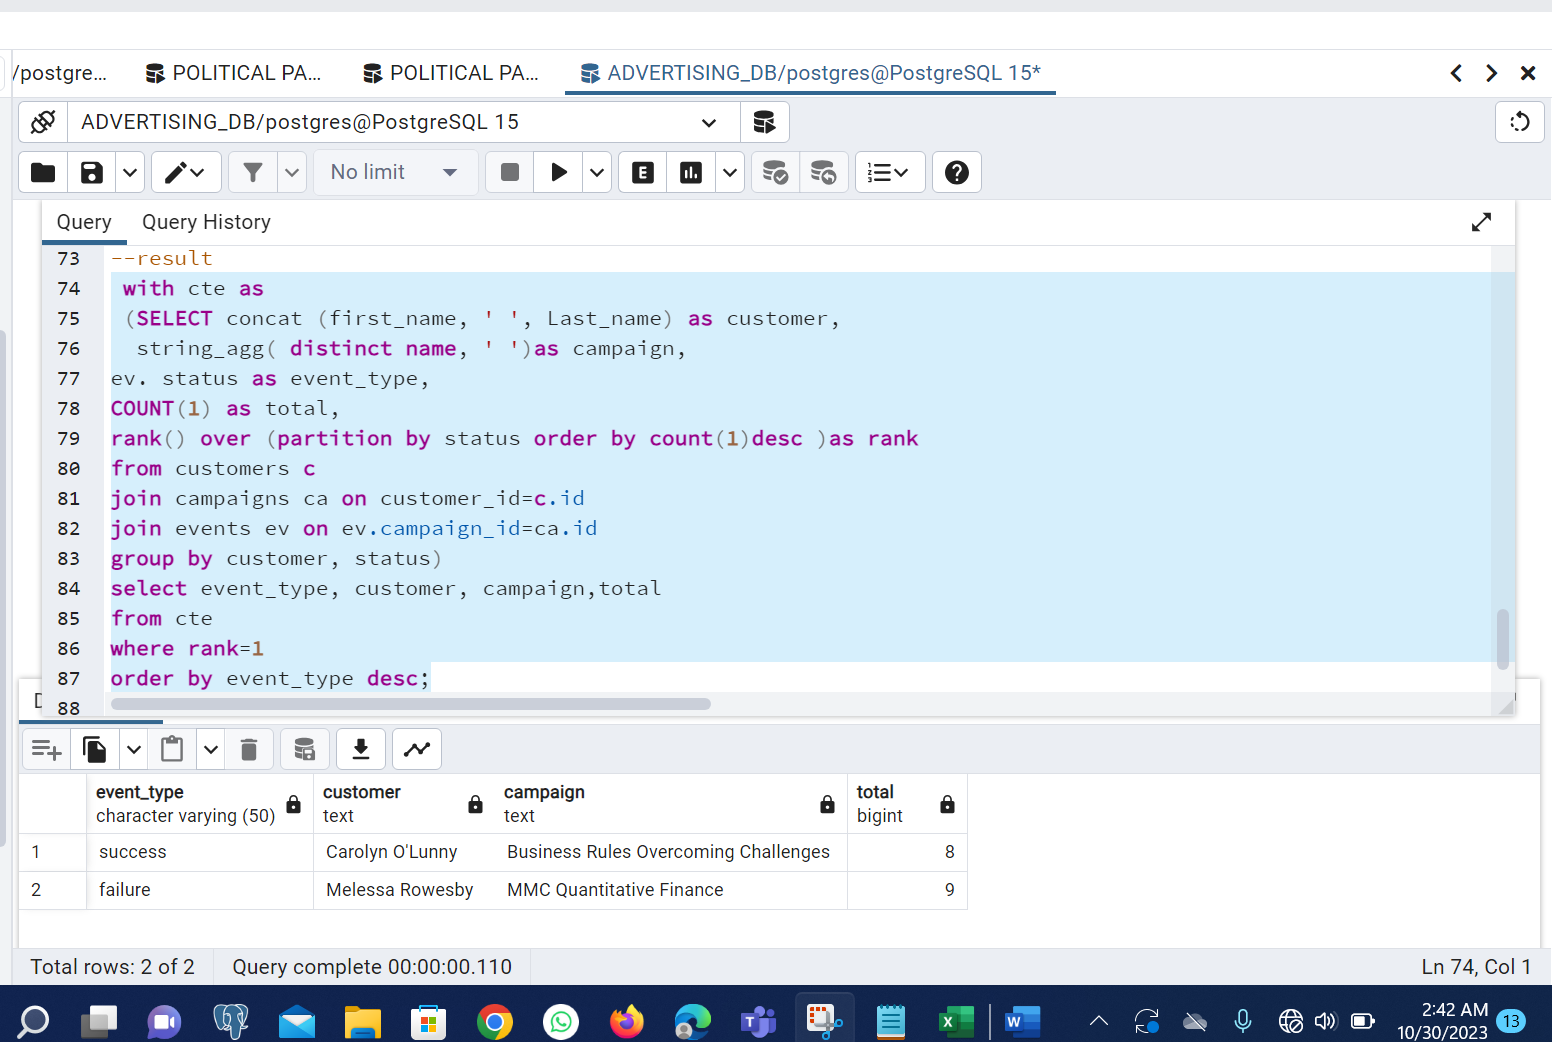 /postgre...
POLITICAL PA...
POLITICAL PA...
ADVERTISING_DB/postgres@PostgreSQL 15*
ADVERTISING_DB/postgres@PostgreSQL 15
No limit
E
Query
Query History
73 --result
74 with cte as
75 (SELECT concat (first_name, ' ', Last_name) as customer,
76 string_agg( distinct name, ' ')as campaign,
77 ev. status as event_type,
78 COUNT(1) as total,
79 rank() over (partition by status order by count(1)desc )as rank
80 from customers c
81 join campaigns ca on customer_id=c.id
82 join events ev on ev.campaign_id=ca.id
83 group by customer, status)
84 select event_type, customer, campaign,total
85 from cte
86 where rank=1
87 order by event_type desc;
88
event_type customer campaign total
character varying (50) text text bigint
1 success Carolyn O'Lunny Business Rules Overcoming Challenges 8
2 failure Melessa Rowesby MMC Quantitative Finance 9
Total rows: 2 of 2
Query complete 00:00:00.110
Ln 74, Col 1
2:42 AM
10/30/2023
13